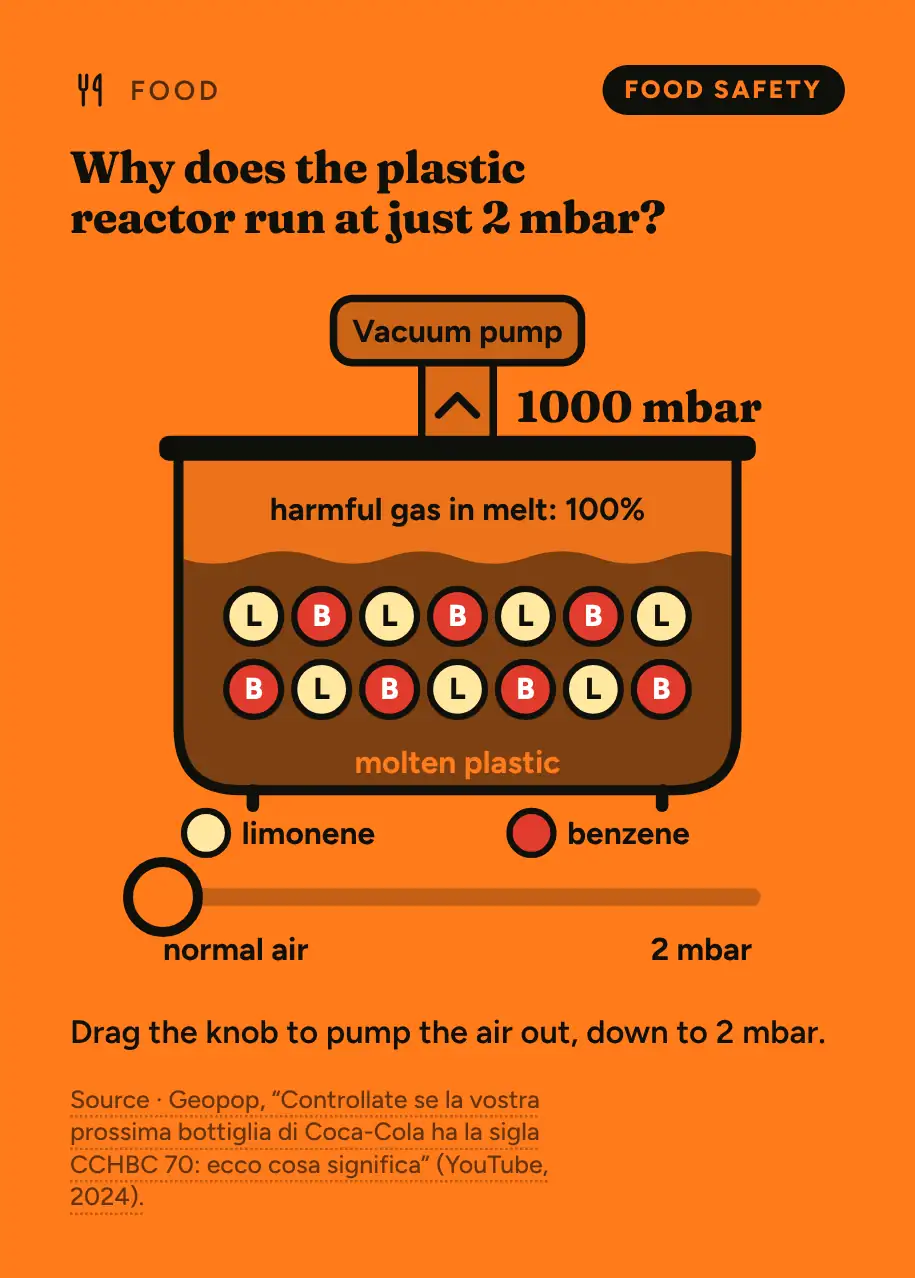 FOOD
FOOD SAFETY
Why does the plastic
reactor run at just 2 mbar?
Vacuum pump
1000 mbar
harmful gas in melt: 100%
L B L B L B L
B L B L B L B
molten plastic
limonene
benzene
normal air
2 mbar
Drag the knob to pump the air out, down to 2 mbar.
Source · Geopop, “Controllate se la vostra
prossima bottiglia di Coca-Cola ha la sigla
CCHBC 70: ecco cosa significa” (YouTube,
2024).